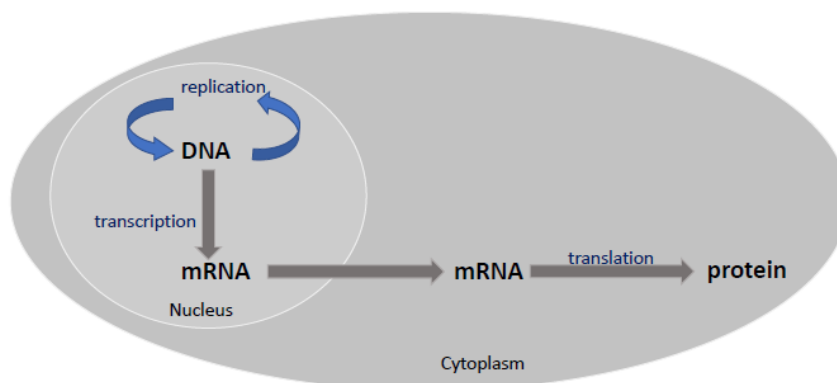 replication
DNA
transcription
mRNA
Nucleus
mRNA
translation
protein
Cytoplasm